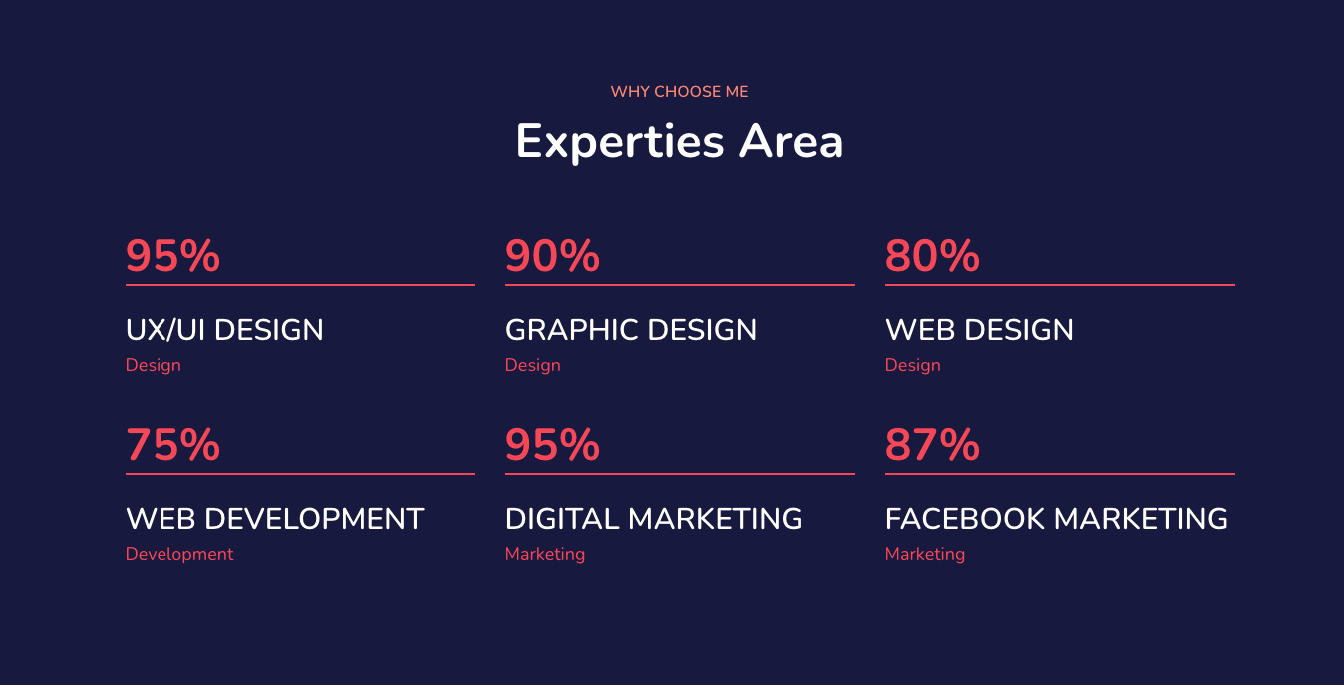 WHY CHOOSE ME
Experties Area
95%
90%
80%
UX/UI DESIGN
GRAPHIC DESIGN
WEB DESIGN
Design
Design
Design
75%
95%
87%
WEB DEVELOPMENT
DIGITAL MARKETING
FACEBOOK MARKETING
Development
Marketing
Marketing